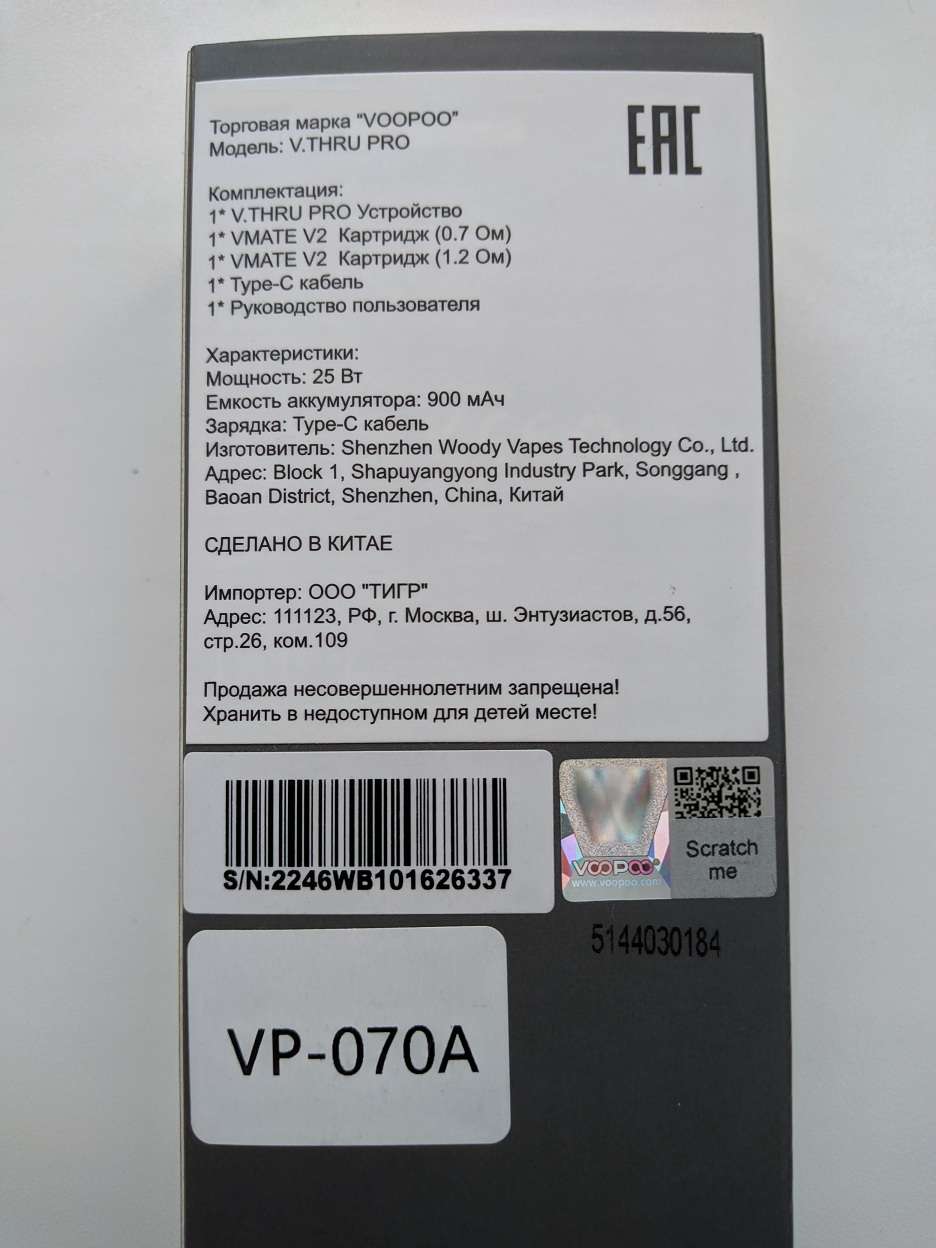 Торговая марка "VOOPOO"
Модель: V.THRU PRO
EAC
Комплектация:
1* V.THRU PRO Устройство
1* VMATE V2 Картридж (0.7 Ом)
1* VMATE V2 Картридж (1.2 Ом)
1* Type-C кабель
1* Руководство пользователя
Характеристики:
Мощность: 25 Вт
Емкость аккумулятора: 900 мАч
Зарядка: Type-C кабель
Изготовитель: Shenzhen Woody Vapes Technology Co., Ltd.
Адрес: Block 1, Shapuyangyong Industry Park, Songgang ,
Baoan District, Shenzhen, China, Китай
СДЕЛАНО В КИТАЕ
Импортер: ООО "ТИГР"
Адрес: 111123, РФ, г. Москва, ш. Энтузиастов, д.56,
стр.26, ком.109
Продажа несовершеннолетним запрещена!
Хранить в недоступном для детей месте!
S/N:2246WB101626337
VOOPOO
www.voopoo.com
Scratch
me
5144030184
VP-070A